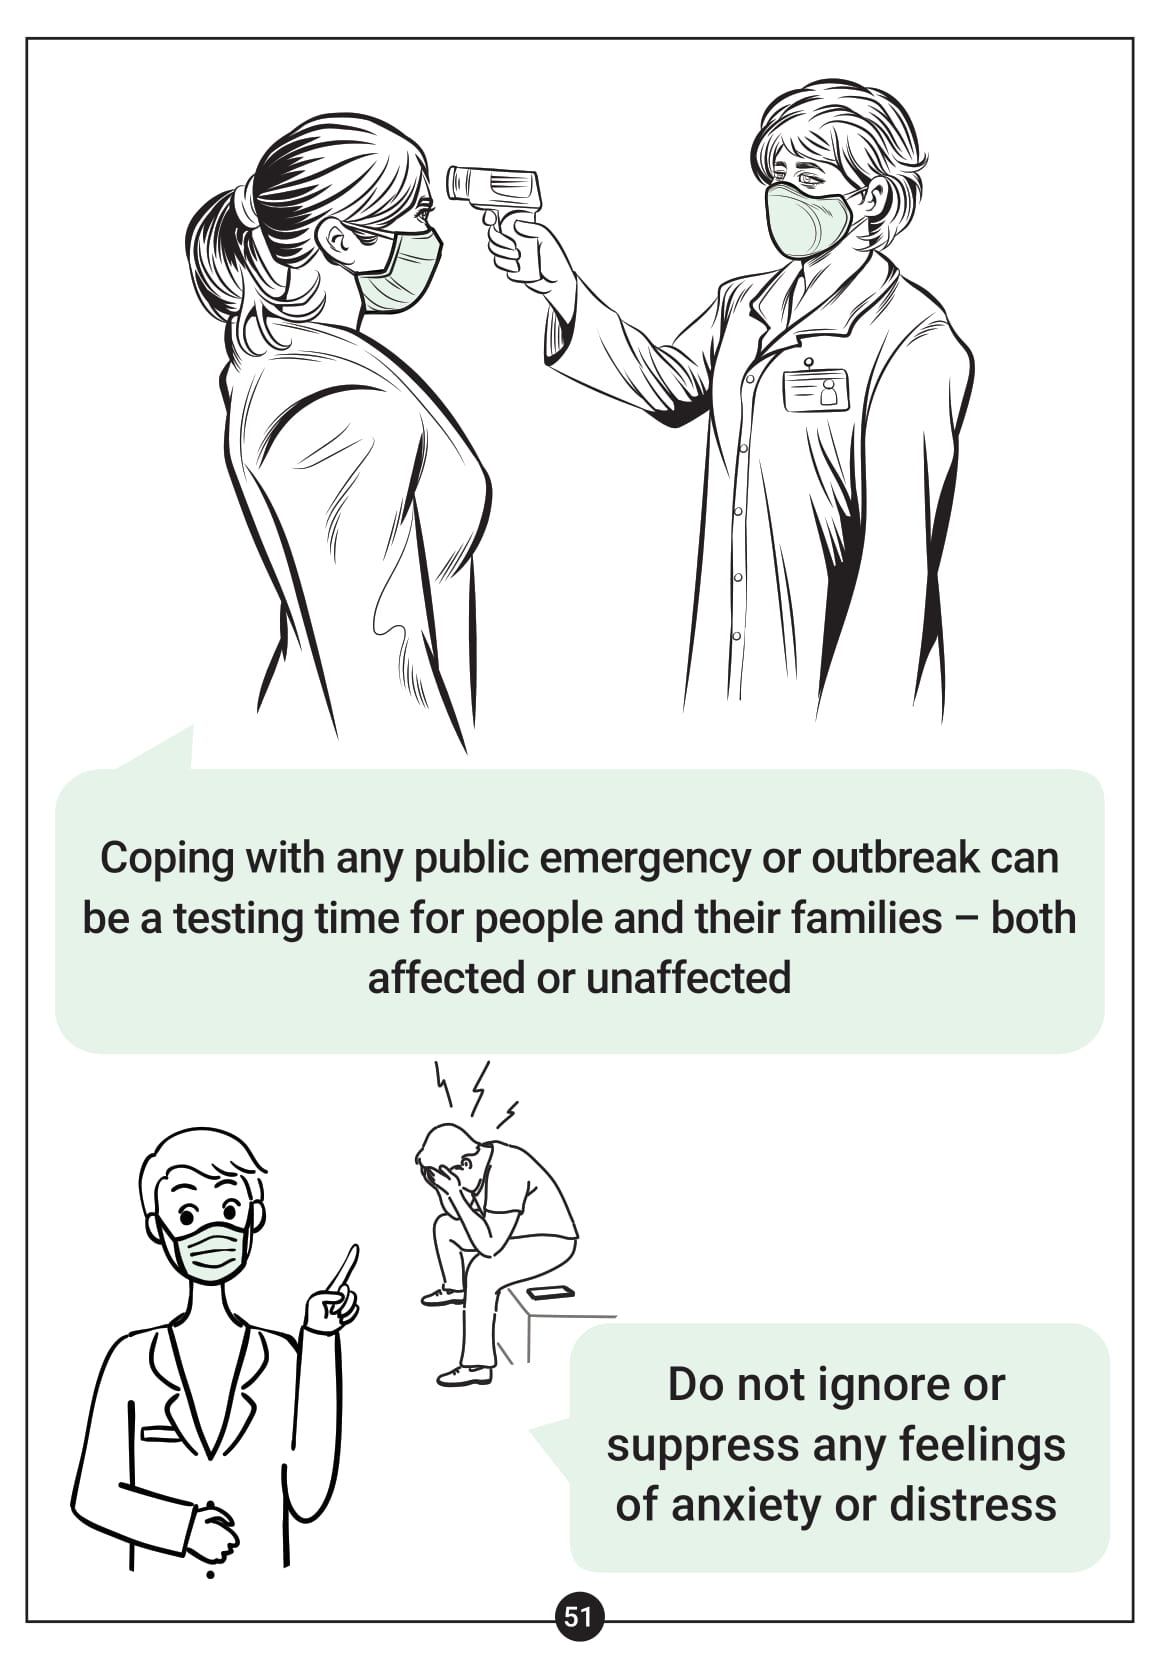 Coping with any public emergency or outbreak can
be a testing time for people and their families – both
affected or unaffected
Do not ignore or
suppress any feelings
of anxiety or distress
51